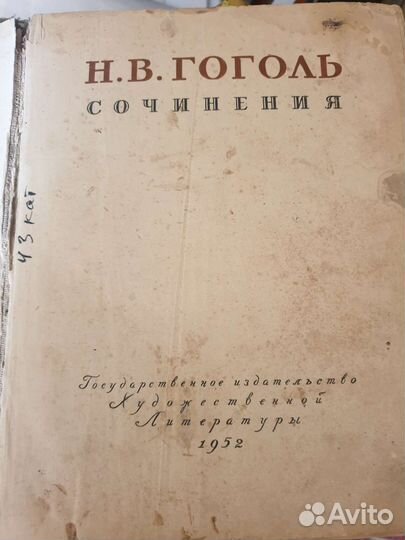 Н.В.ГОГОЛЬ
СОЧИНЕНИЯ
43 кат
Государственное издательство
Художественной
Литературы
1952
Avito